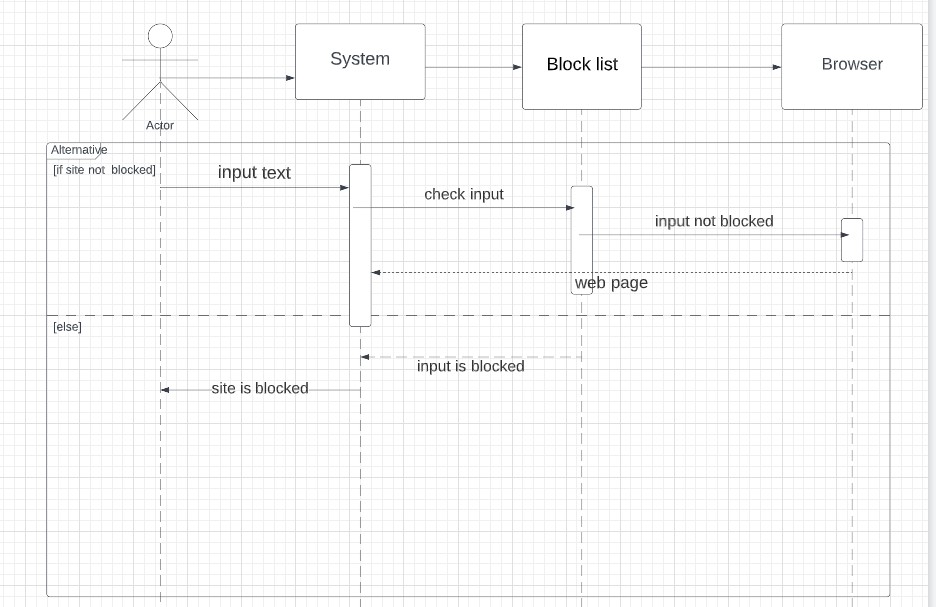 System
Block list
Browser
Actor
Alternative
[if site not blocked]
input text
check input
input not blocked
web page
[else]
input is blocked
site is blocked